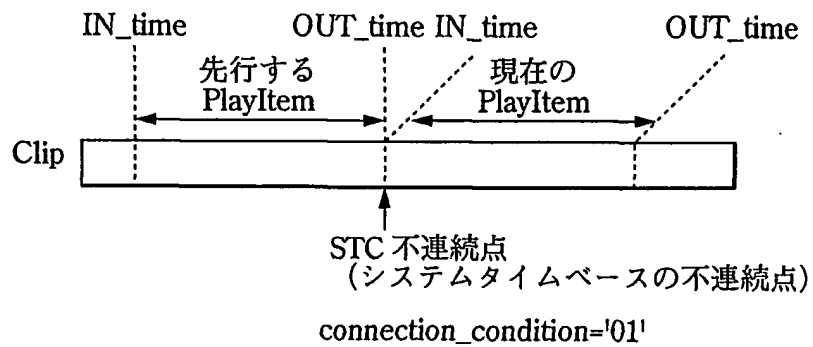 IN_time OUT_time IN_time OUT_time
先行する
PlayItem
現在の
PlayItem
Clip
STC 不連続点
(システムタイムベースの不連続点)
connection_condition='01'